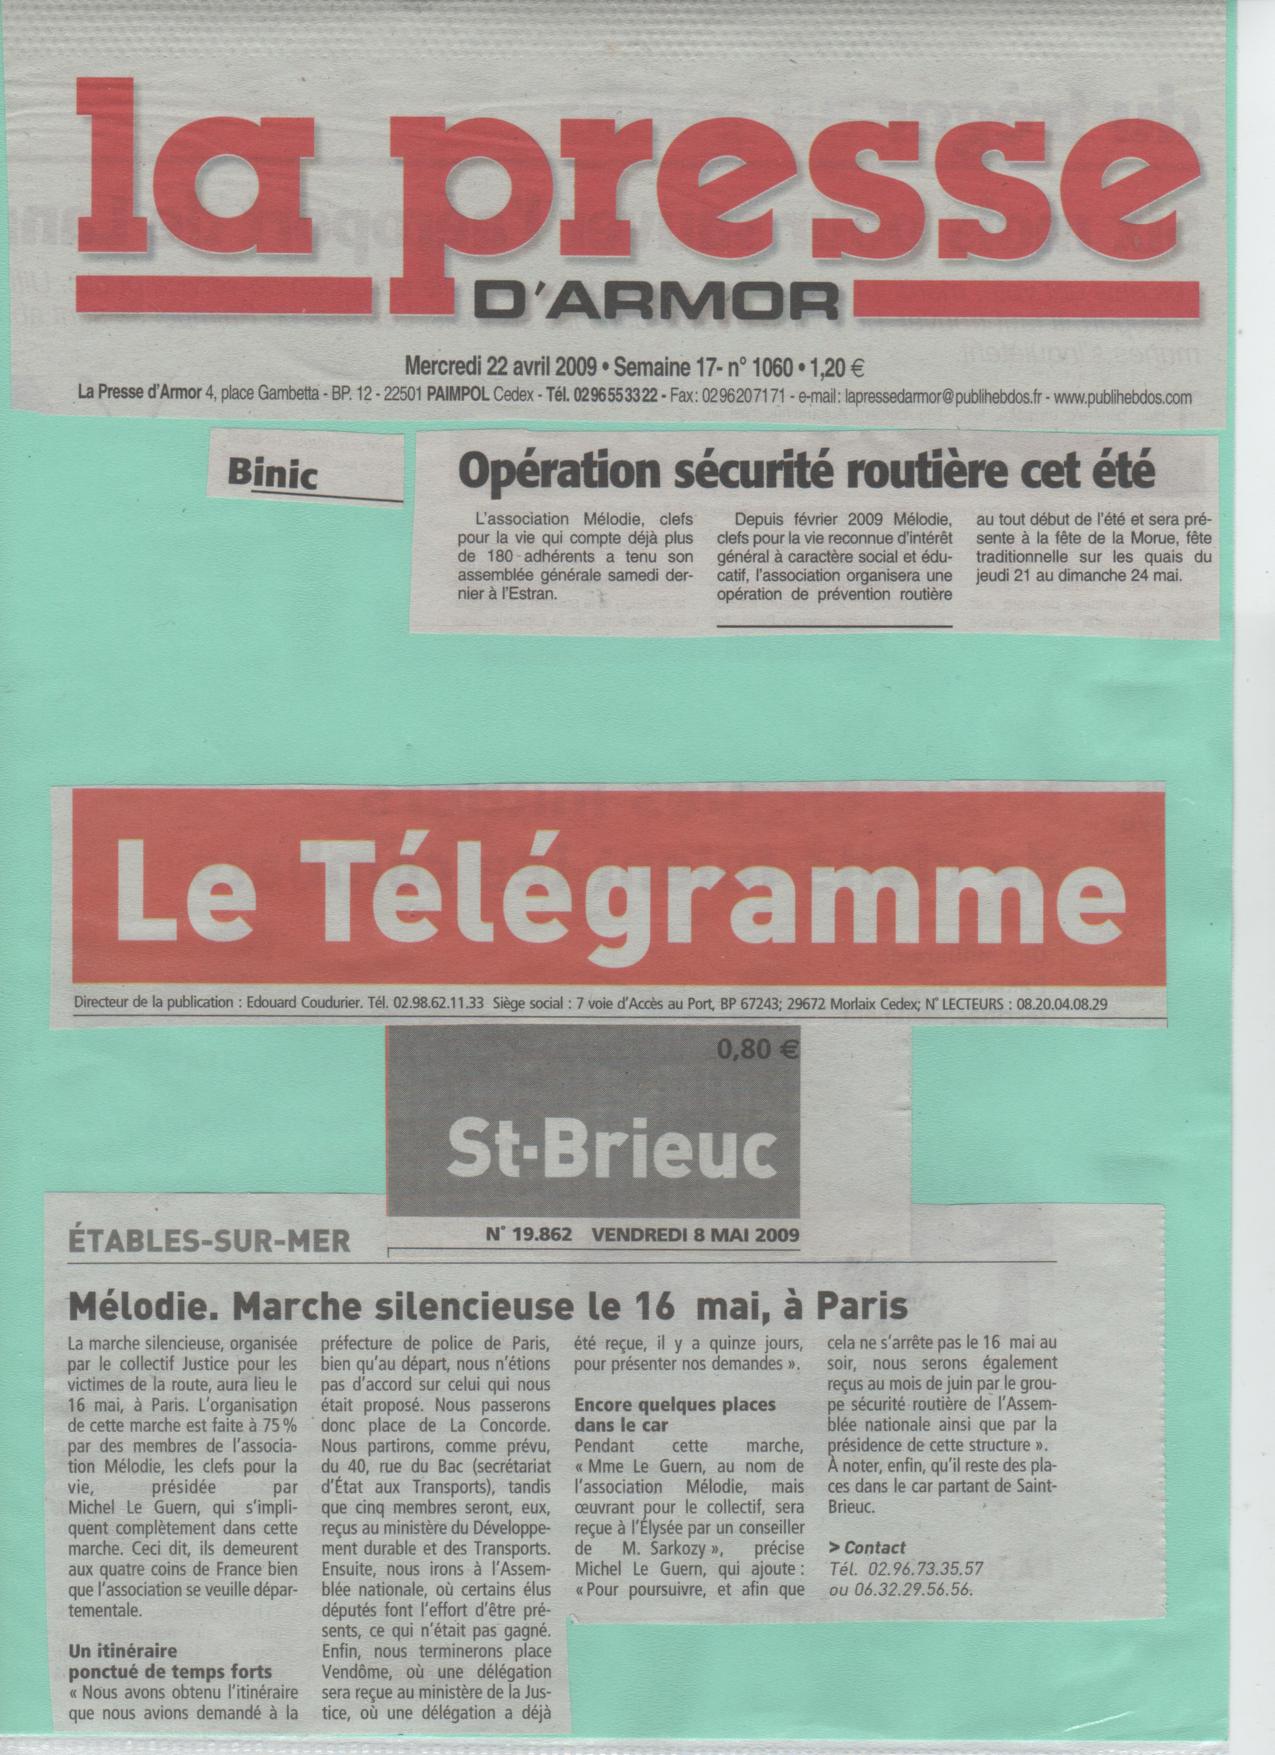 la presse
D'ARMOR
Mercredi 22 avril 2009 • Semaine 17- n° 1060 • 1,20 €
La Presse d'Armor 4, place Gambetta - BP. 12 - 22501 PAIMPOL Cedex - Tél. 02 96 55 33 22 - Fax : 02 96 20 71 71 - e-mail : lapressedarmor@publihebdos.fr - www.publihebdos.com
Binic
Opération sécurité routière cet été
L'association Mélodie, clefs
pour la vie qui compte déjà plus
de 180 adhérents a tenu son
assemblée générale samedi der-
nier à l'Estran.
Depuis février 2009 Mélodie,
clefs pour la vie reconnue d'intérêt
général à caractère social et édu-
catif, l'association organisera une
opération de prévention routière
au tout début de l'été et sera pré-
sente à la fête de la Morue, fête
traditionnelle sur les quais du
jeudi 21 au dimanche 24 mai.
Le Télégramme
Directeur de la publication : Edouard Coudurier. Tél. 02.98.62.11.33 Siège social : 7 voie d'Accès au Port, BP 67243; 29672 Morlaix Cedex; N° LECTEURS : 08.20.04.08.29
0,80 €
St-Brieuc
N° 19.862 VENDREDI 8 MAI 2009
ÉTABLES-SUR-MER
Mélodie. Marche silencieuse le 16 mai, à Paris
La marche silencieuse, organisée
par le collectif Justice pour les
victimes de la route, aura lieu le
16 mai, à Paris. L'organisation
de cette marche est faite à 75 %
par des membres de l'associa-
tion Mélodie, les clefs pour la
vie, présidée par
Michel Le Guern, qui s'impli-
quent complètement dans cette
marche. Ceci dit, ils demeurent
aux quatre coins de France bien
que l'association se veuille dépar-
tementale.
Un itinéraire
ponctué de temps forts
« Nous avons obtenu l'itinéraire
que nous avions demandé à la
préfecture de police de Paris,
bien qu'au départ, nous n'étions
pas d'accord sur celui qui nous
était proposé. Nous passerons
donc place de La Concorde.
Nous partirons, comme prévu,
du 40, rue du Bac (secrétariat
d'État aux Transports), tandis
que cinq membres seront, eux,
reçus au ministère du Développe-
ment durable et des Transports.
Ensuite, nous irons à l'Assem-
blée nationale, où certains élus
députés font l'effort d'être pré-
sents, ce qui n'était pas gagné.
Enfin, nous terminerons place
Vendôme, où une délégation
sera reçue au ministère de la Jus-
tice, où une délégation a déjà
été reçue, il y a quinze jours,
pour présenter nos demandes ».
Encore quelques places
dans le car
Pendant cette marche,
« Mme Le Guern, au nom de
l'association Mélodie, mais
œuvrant pour le collectif, sera
reçue à l'Élysée par un conseiller
de M. Sarkozy », précise
Michel Le Guern, qui ajoute :
« Pour poursuivre, et afin que
cela ne s'arrête pas le 16 mai au
soir, nous serons également
reçus au mois de juin par le grou-
pe sécurité routière de l'Assem-
blée nationale ainsi que par la
présidence de cette structure ».
À noter, enfin, qu'il reste des pla-
ces dans le car partant de Saint-
Brieuc.
> Contact
Tél. 02.96.73.35.57
ou 06.32.29.56.56.